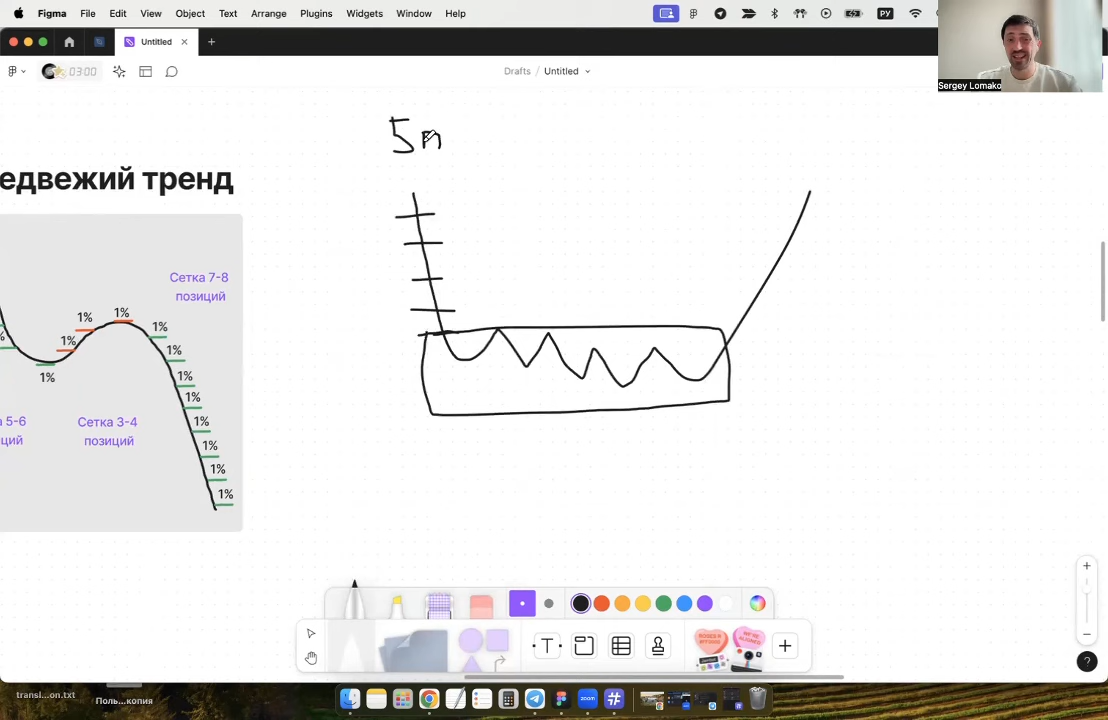 Figma File Edit View Object Text Arrange Plugins Widgets Window Help РУ
Untitled
03:00
Drafts / Untitled
Sergey Lomako
5п
едвежий тренд
Сетка 7-8
позиций
1%
1%
1%
1%
1%
1%
1%
1%
1%
1%
1%
1%
%
5-6
ций
Сетка 3-4
позиций
T
transl...on.txt
Поль...копия